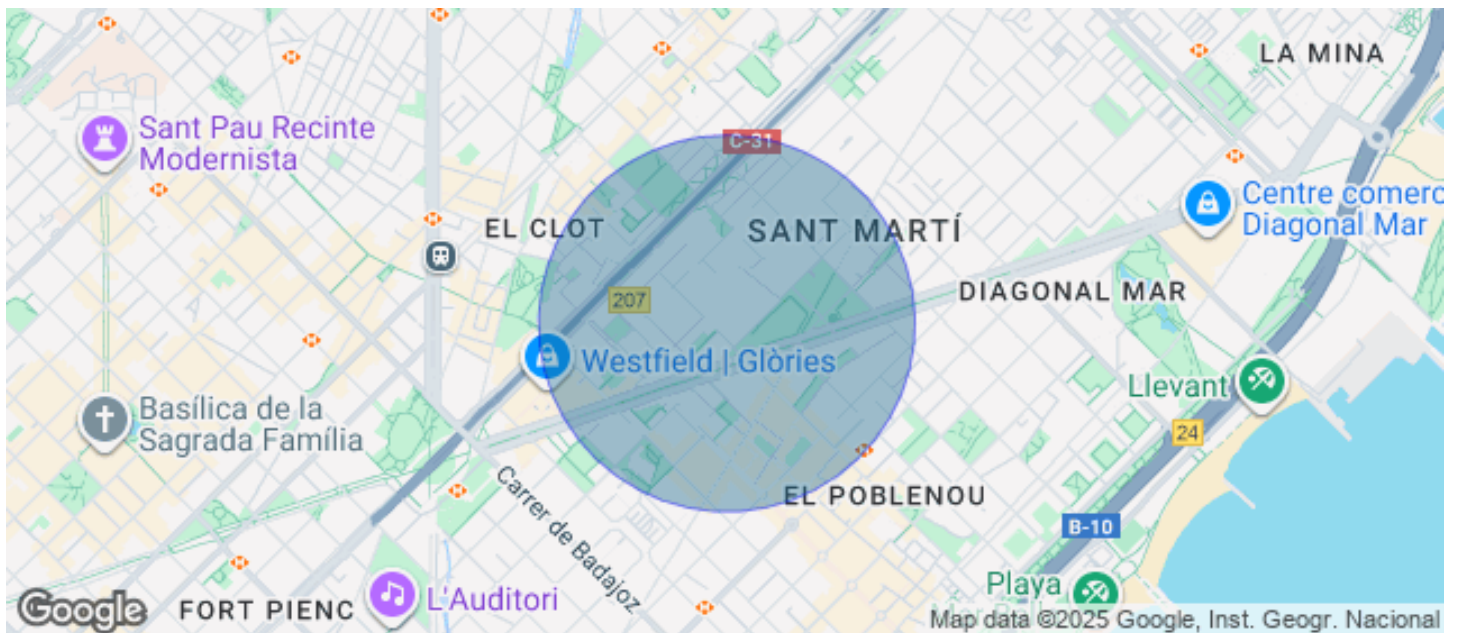 LA MINA
Sant Pau Recinte
Modernista
C-31
Centre comerc
Diagonal Mar
EL CLOT
SANT MARTÍ
DIAGONAL MAR
207
Westfield | Glòries
Llevant
Basílica de la
Sagrada Família
24
Carrer de Badajoz
EL POBLENOU
B-10
Playa
L'Auditori
FORT PIENC
Google
Map data ©2025 Google, Inst. Geogr. Nacional